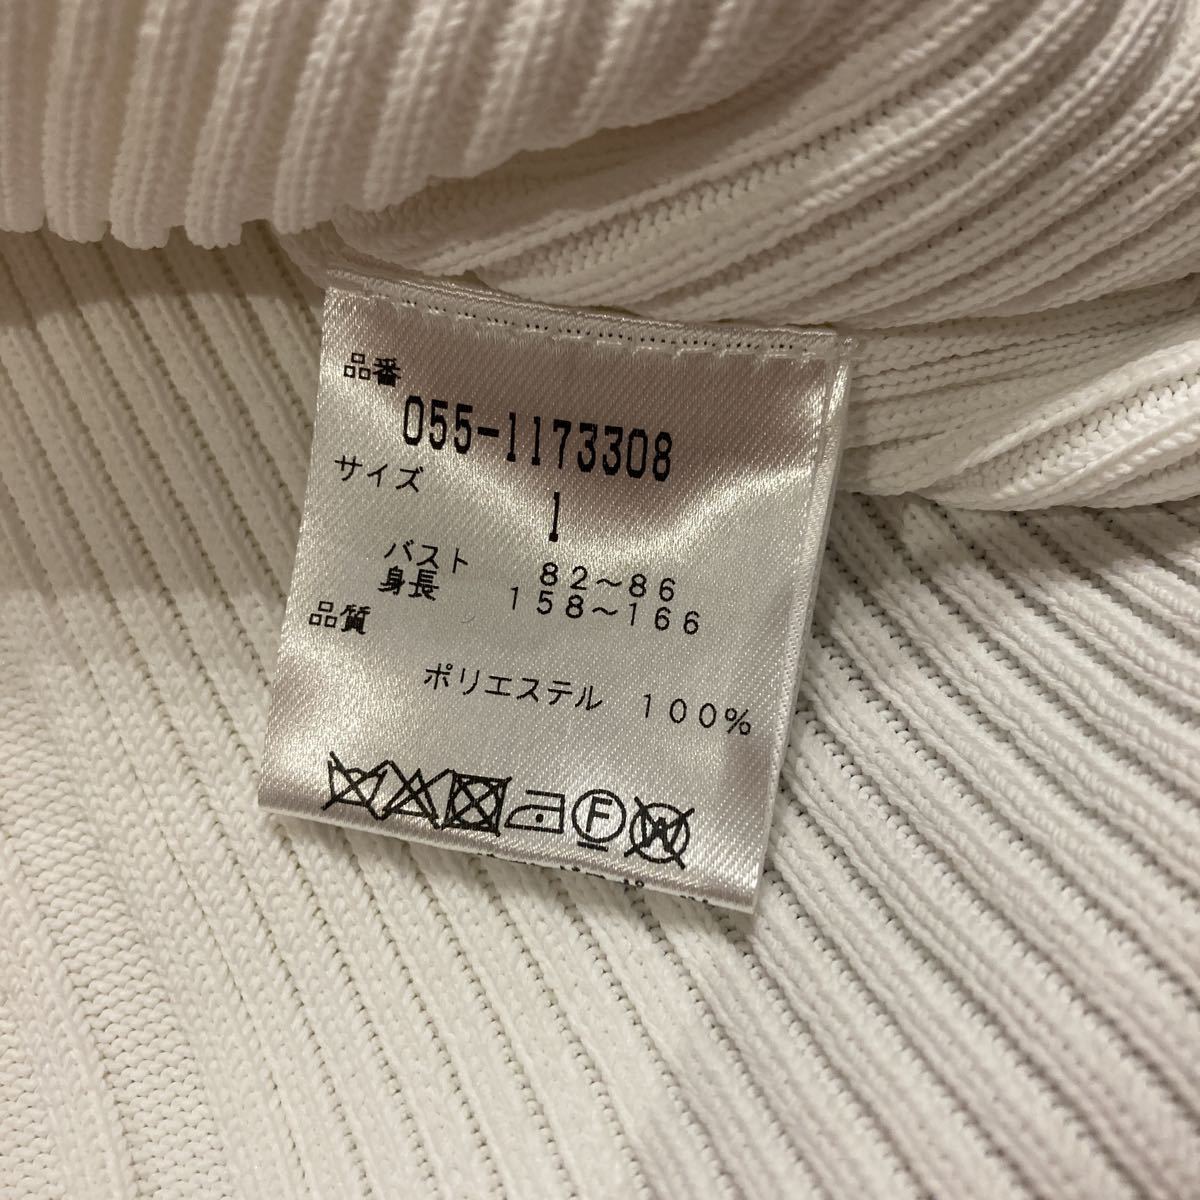 品番
055-1173308
サイズ
1
バスト 82～86
身長 158～166
品質
ポリエステル 100%
F W